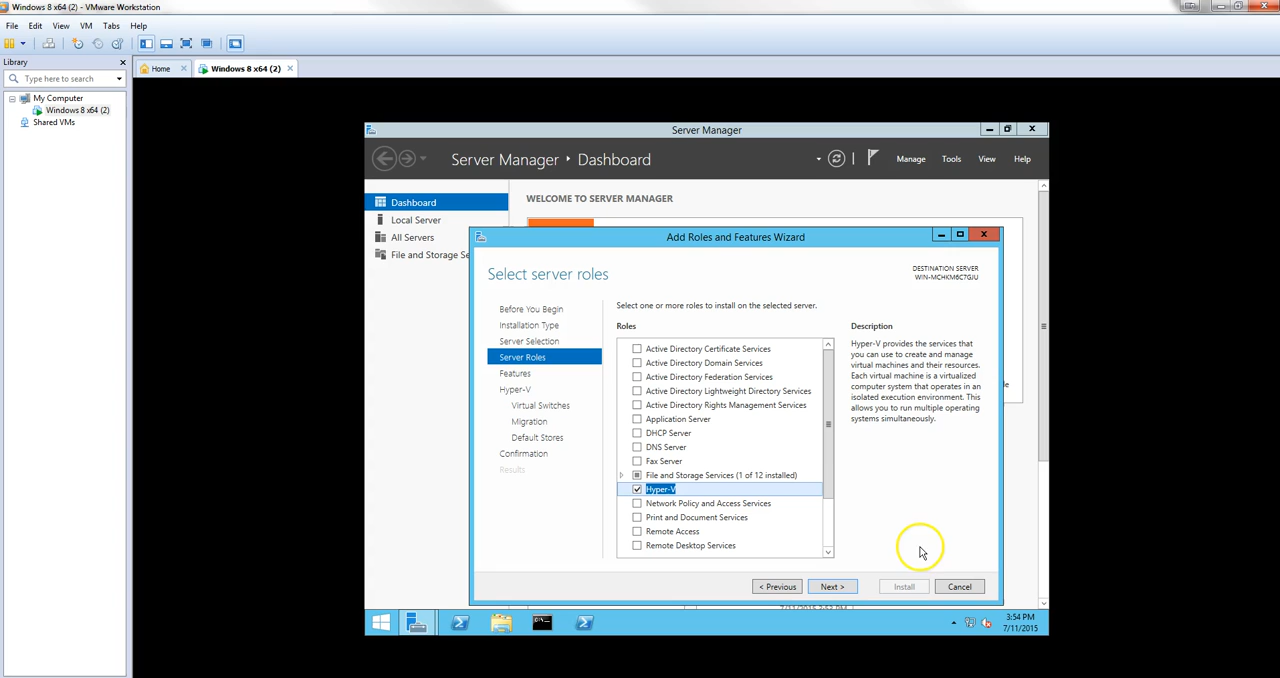 Windows 8 x64 (2) - VMware Workstation
File Edit View VM Tabs Help
Library
Type here to search
My Computer
Windows 8 x64 (2)
Shared VMs
Home
Windows 8 x64 (2)
Server Manager
Server Manager • Dashboard
Manage Tools View Help
Dashboard
Local Server
All Servers
File and Storage Se
WELCOME TO SERVER MANAGER
Add Roles and Features Wizard
Select server roles
DESTINATION SERVER
WIN-MCHKM6C7GJU
Before You Begin
Installation Type
Server Selection
Server Roles
Features
Hyper-V
Virtual Switches
Migration
Default Stores
Confirmation
Results
Select one or more roles to install on the selected server.
Roles
Active Directory Certificate Services
Active Directory Domain Services
Active Directory Federation Services
Active Directory Lightweight Directory Services
Active Directory Rights Management Services
Application Server
DHCP Server
DNS Server
Fax Server
File and Storage Services (1 of 12 installed)
Hyper-V
Network Policy and Access Services
Print and Document Services
Remote Access
Remote Desktop Services
Description
Hyper-V provides the services that
you can use to create and manage
virtual machines and their resources.
Each virtual machine is a virtualized
computer system that operates in an
isolated execution environment. This
allows you to run multiple operating
systems simultaneously.
< Previous Next > Install Cancel
3:54 PM
7/11/2015